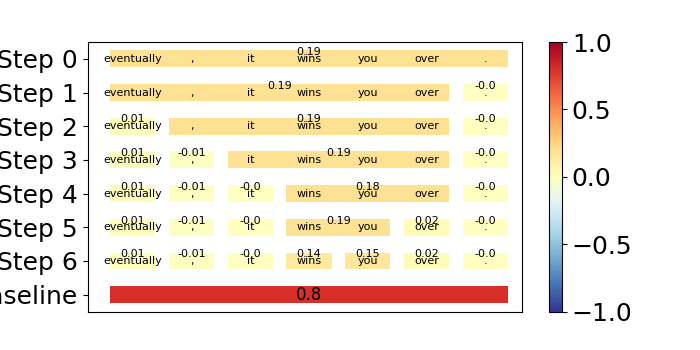 Step 0 0.19
eventually , it wins you over .
Step 1 0.19 -0.0
eventually , it wins you over .
Step 2 0.01 0.19 -0.0
eventually , it wins you over .
Step 3 0.01 -0.01 0.19 -0.0
eventually , it wins you over .
Step 4 0.01 -0.01 -0.0 0.18 -0.0
eventually , it wins you over .
Step 5 0.01 -0.01 -0.0 0.19 0.02 -0.0
eventually , it wins you over .
Step 6 0.01 -0.01 -0.0 0.14 0.15 0.02 -0.0
eventually , it wins you over .
aseline 0.8
1.0
0.5
0.0
−0.5
−1.0